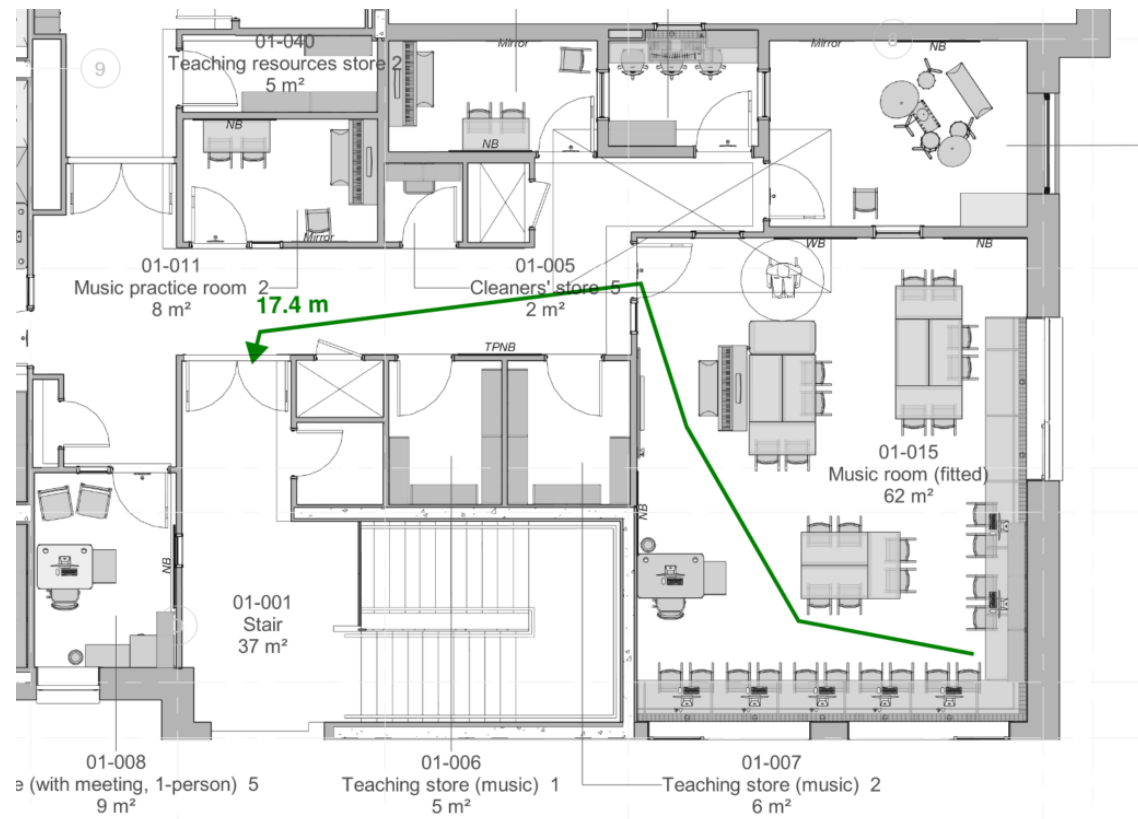 01-040
Teaching resources store 2
5 m²
Mirror
Mirror
NB
8
9
NB
NB
Mirror
01-011
Music practice room 2
8 m²
17.4 m
01-005
Cleaners' store 5
2 m²
WB
NB
TPNB
01-015
Music room (fitted)
62 m²
NB
NB
01-001
Stair
37 m²
01-008
e (with meeting, 1-person) 5
9 m²
01-006
Teaching store (music) 1
5 m²
01-007
Teaching store (music) 2
6 m²